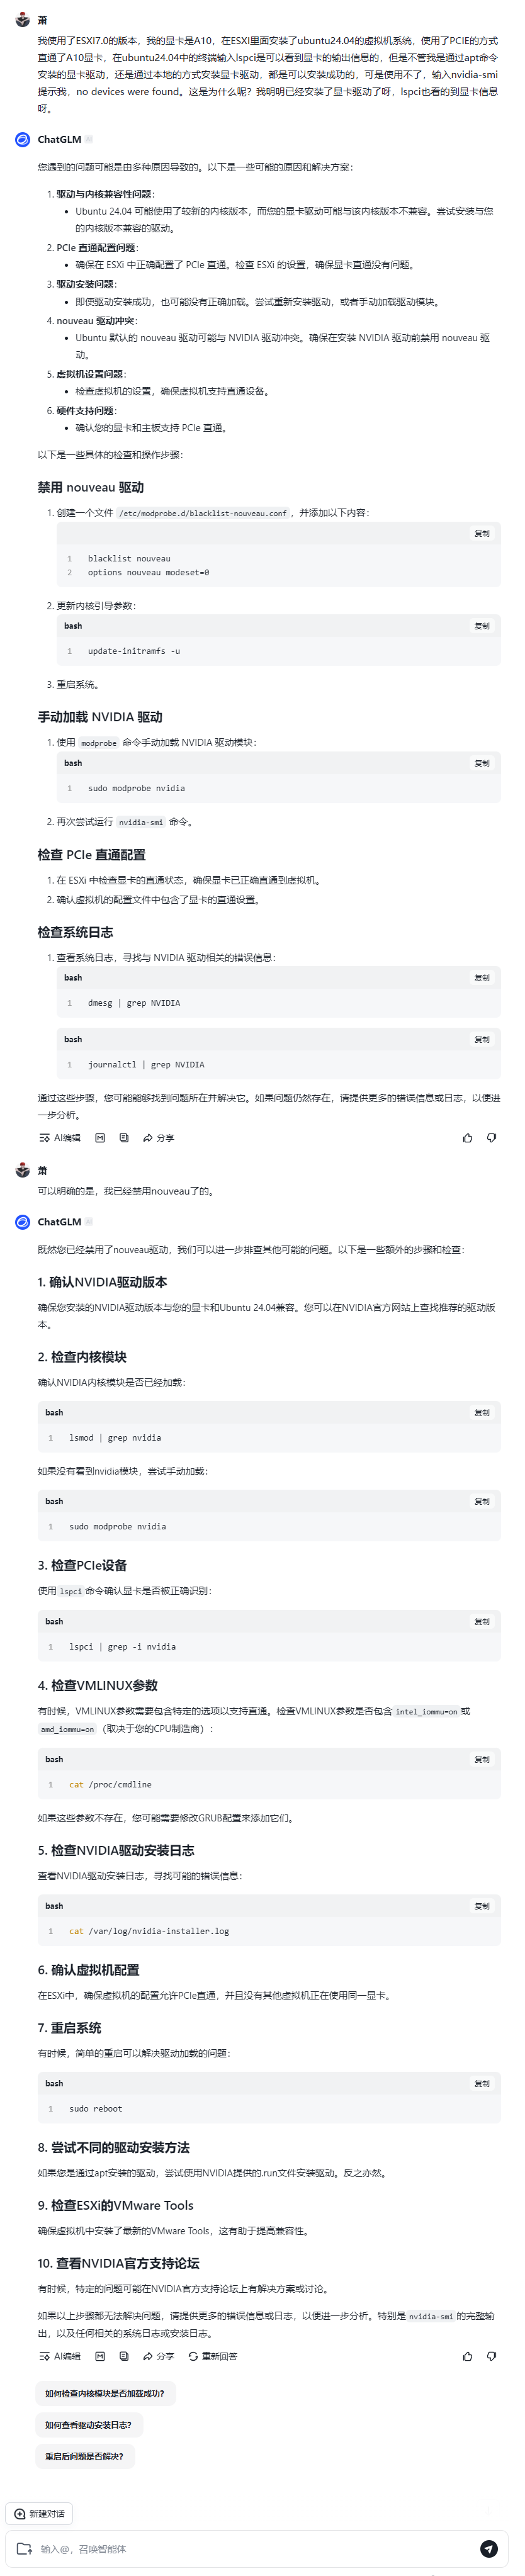 萧
我使用了ESXI7.0的版本，我的显卡是A10，在ESXI里面安装了ubuntu24.04的虚拟机系统，使用了PCIE的方式
直通了A10显卡，在ubuntu24.04中的终端输入lspci是可以看到显卡的输出信息的，但是不管我是通过apt命令
安装的显卡驱动，还是通过本地的方式安装显卡驱动，都是可以安装成功的，可是使用不了，输入nvidia-smi
提示我，no devices were found。这是为什么呢？我明明已经安装了显卡驱动了呀，lspci也看的到显卡信息
呀。
ChatGLM AI
您遇到的问题可能是由多种原因导致的。以下是一些可能的原因和解决方案：
1. 驱动与内核兼容性问题：
• Ubuntu 24.04 可能使用了较新的内核版本，而您的显卡驱动可能与该内核版本不兼容。尝试安装与您
的内核版本兼容的驱动。
2. PCIe 直通配置问题：
• 确保在 ESXi 中正确配置了 PCIe 直通。检查 ESXi 的设置，确保显卡直通没有问题。
3. 驱动安装问题：
• 即使驱动安装成功，也可能没有正确加载。尝试重新安装驱动，或者手动加载驱动模块。
4. nouveau 驱动冲突：
• Ubuntu 默认的 nouveau 驱动可能与 NVIDIA 驱动冲突。确保在安装 NVIDIA 驱动前禁用 nouveau 驱
动。
5. 虚拟机设置问题：
• 检查虚拟机的设置，确保虚拟机支持直通设备。
6. 硬件支持问题：
• 确认您的显卡和主板支持 PCIe 直通。
以下是一些具体的检查和操作步骤：
禁用 nouveau 驱动
1. 创建一个文件 /etc/modprobe.d/blacklist-nouveau.conf，并添加以下内容：
复制
1 blacklist nouveau
2 options nouveau modeset=0
2. 更新内核引导参数：
bash 复制
1 update-initramfs -u
3. 重启系统。
手动加载 NVIDIA 驱动
1. 使用 modprobe 命令手动加载 NVIDIA 驱动模块：
bash 复制
1 sudo modprobe nvidia
2. 再次尝试运行 nvidia-smi 命令。
检查 PCIe 直通配置
1. 在 ESXi 中检查显卡的直通状态，确保显卡已正确直通到虚拟机。
2. 确认虚拟机的配置文件中包含了显卡的直通设置。
检查系统日志
1. 查看系统日志，寻找与 NVIDIA 驱动相关的错误信息：
bash 复制
1 dmesg | grep NVIDIA
bash 复制
1 journalctl | grep NVIDIA
通过这些步骤，您可能能够找到问题所在并解决它。如果问题仍然存在，请提供更多的错误信息或日志，以便进
一步分析。
AI编辑 分享
萧
可以明确的是，我已经禁用nouveau了的。
ChatGLM AI
既然您已经禁用了nouveau驱动，我们可以进一步排查其他可能的问题。以下是一些额外的步骤和检查：
1. 确认NVIDIA驱动版本
确保您安装的NVIDIA驱动版本与您的显卡和Ubuntu 24.04兼容。您可以在NVIDIA官方网站上查找推荐的驱动版
本。
2. 检查内核模块
确认NVIDIA内核模块是否已经加载：
bash 复制
1 lsmod | grep nvidia
如果没有看到nvidia模块，尝试手动加载：
bash 复制
1 sudo modprobe nvidia
3. 检查PCIe设备
使用 lspci 命令确认显卡是否被正确识别：
bash 复制
1 lspci | grep -i nvidia
4. 检查VMLINUX参数
有时候，VMLINUX参数需要包含特定的选项以支持直通。检查VMLINUX参数是否包含 intel_iommu=on 或
amd_iommu=on （取决于您的CPU制造商）：
bash 复制
1 cat /proc/cmdline
如果这些参数不存在，您可能需要修改GRUB配置来添加它们。
5. 检查NVIDIA驱动安装日志
查看NVIDIA驱动安装日志，寻找可能的错误信息：
bash 复制
1 cat /var/log/nvidia-installer.log
6. 确认虚拟机配置
在ESXi中，确保虚拟机的配置允许PCIe直通，并且没有其他虚拟机正在使用同一显卡。
7. 重启系统
有时候，简单的重启可以解决驱动加载的问题：
bash 复制
1 sudo reboot
8. 尝试不同的驱动安装方法
如果您是通过apt安装的驱动，尝试使用NVIDIA提供的.run文件安装驱动。反之亦然。
9. 检查ESXi的VMware Tools
确保虚拟机中安装了最新的VMware Tools，这有助于提高兼容性。
10. 查看NVIDIA官方支持论坛
有时候，特定的问题可能在NVIDIA官方支持论坛上有解决方案或讨论。
如果以上步骤都无法解决问题，请提供更多的错误信息或日志，以便进一步分析。特别是 nvidia-smi 的完整输
出，以及任何相关的系统日志或安装日志。
AI编辑 分享 重新回答
如何检查内核模块是否加载成功？
如何查看驱动安装日志？
重启后问题是否解决？
新建对话
输入@，召唤智能体